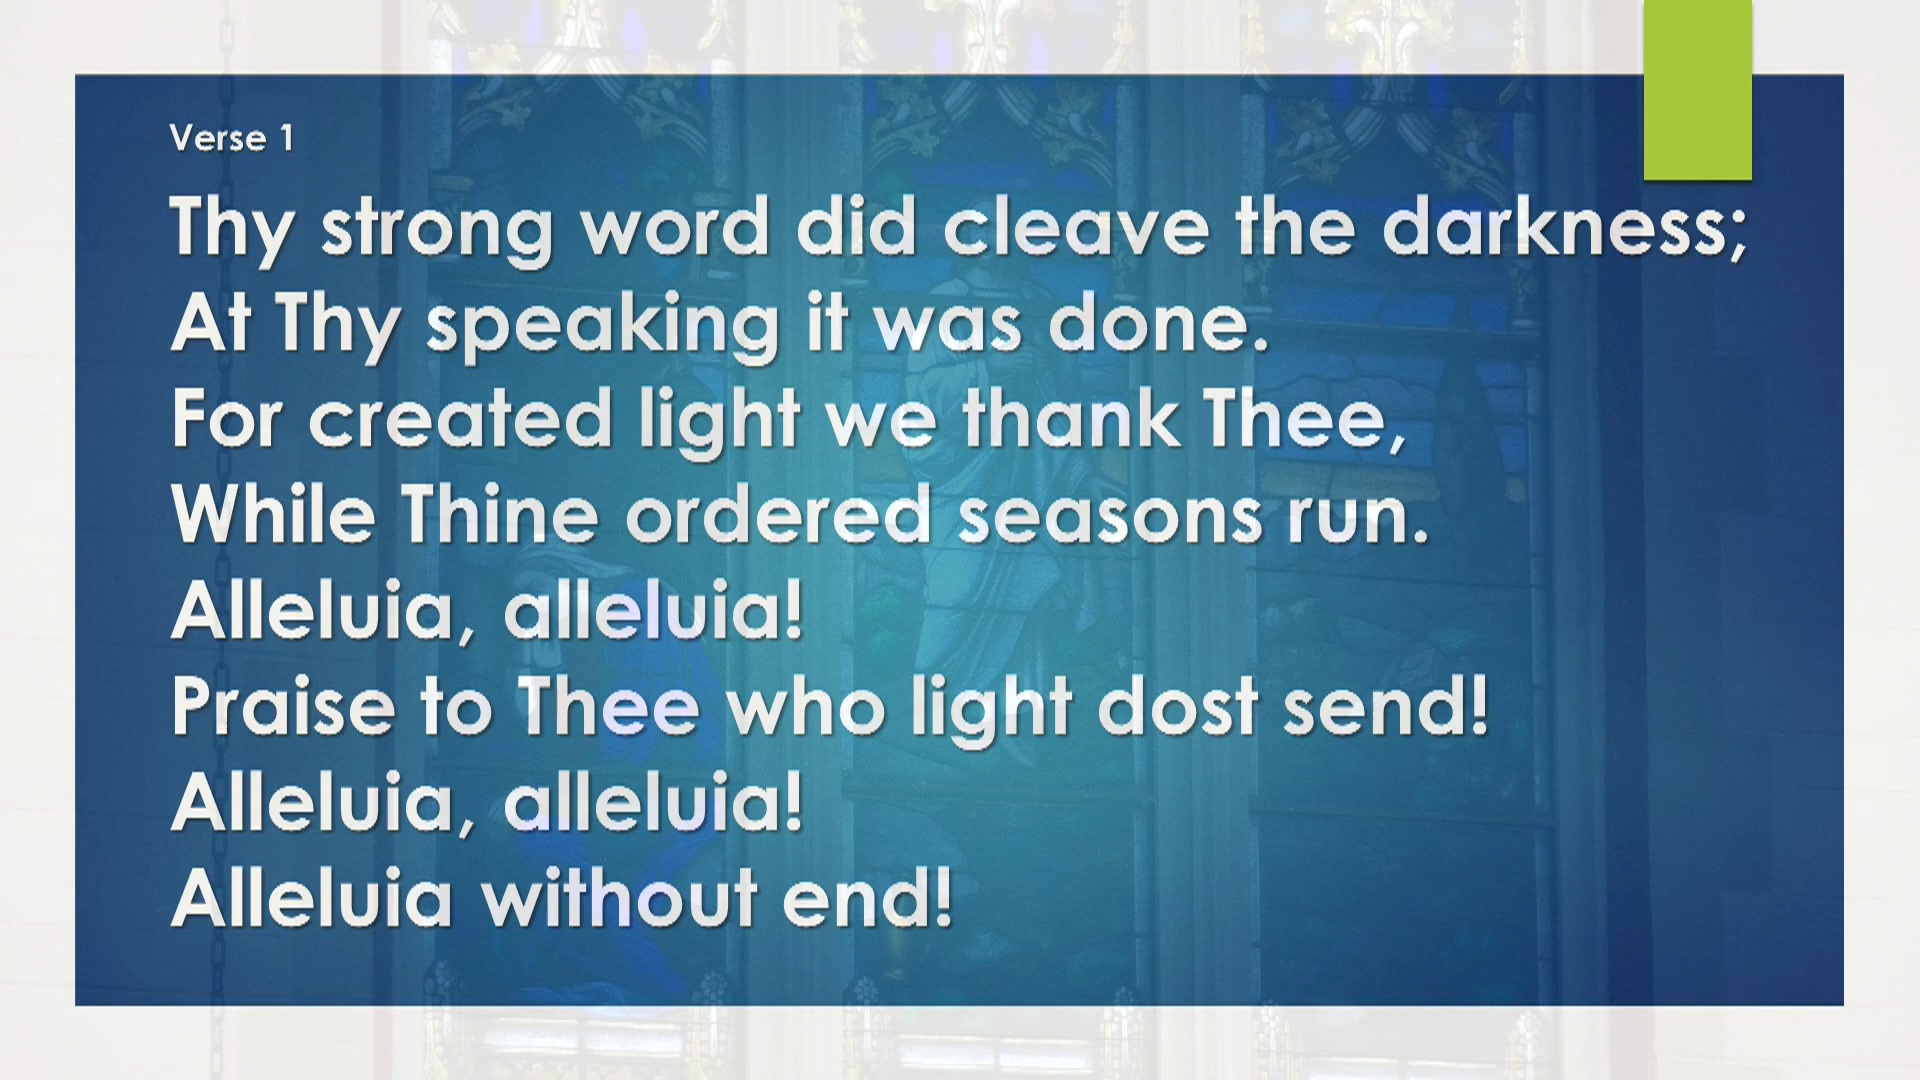 Verse 1
Thy strong word did cleave the darkness;
At Thy speaking it was done.
For created light we thank Thee,
While Thine ordered seasons run.
Alleluia, alleluia!
Praise to Thee who light dost send!
Alleluia, alleluia!
Alleluia without end!